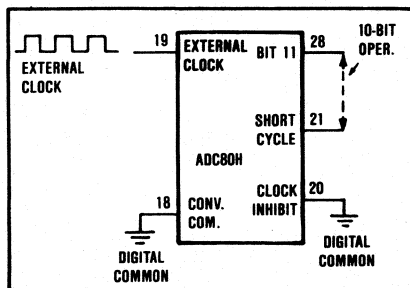 19
EXTERNAL
CLOCK
EXTERNAL
CLOCK
BIT 11
28
10-BIT
OPER.
SHORT
CYCLE
21
ADC80H
18
CONV.
COM.
CLOCK
INHIBIT
20
DIGITAL
COMMON
DIGITAL
COMMON